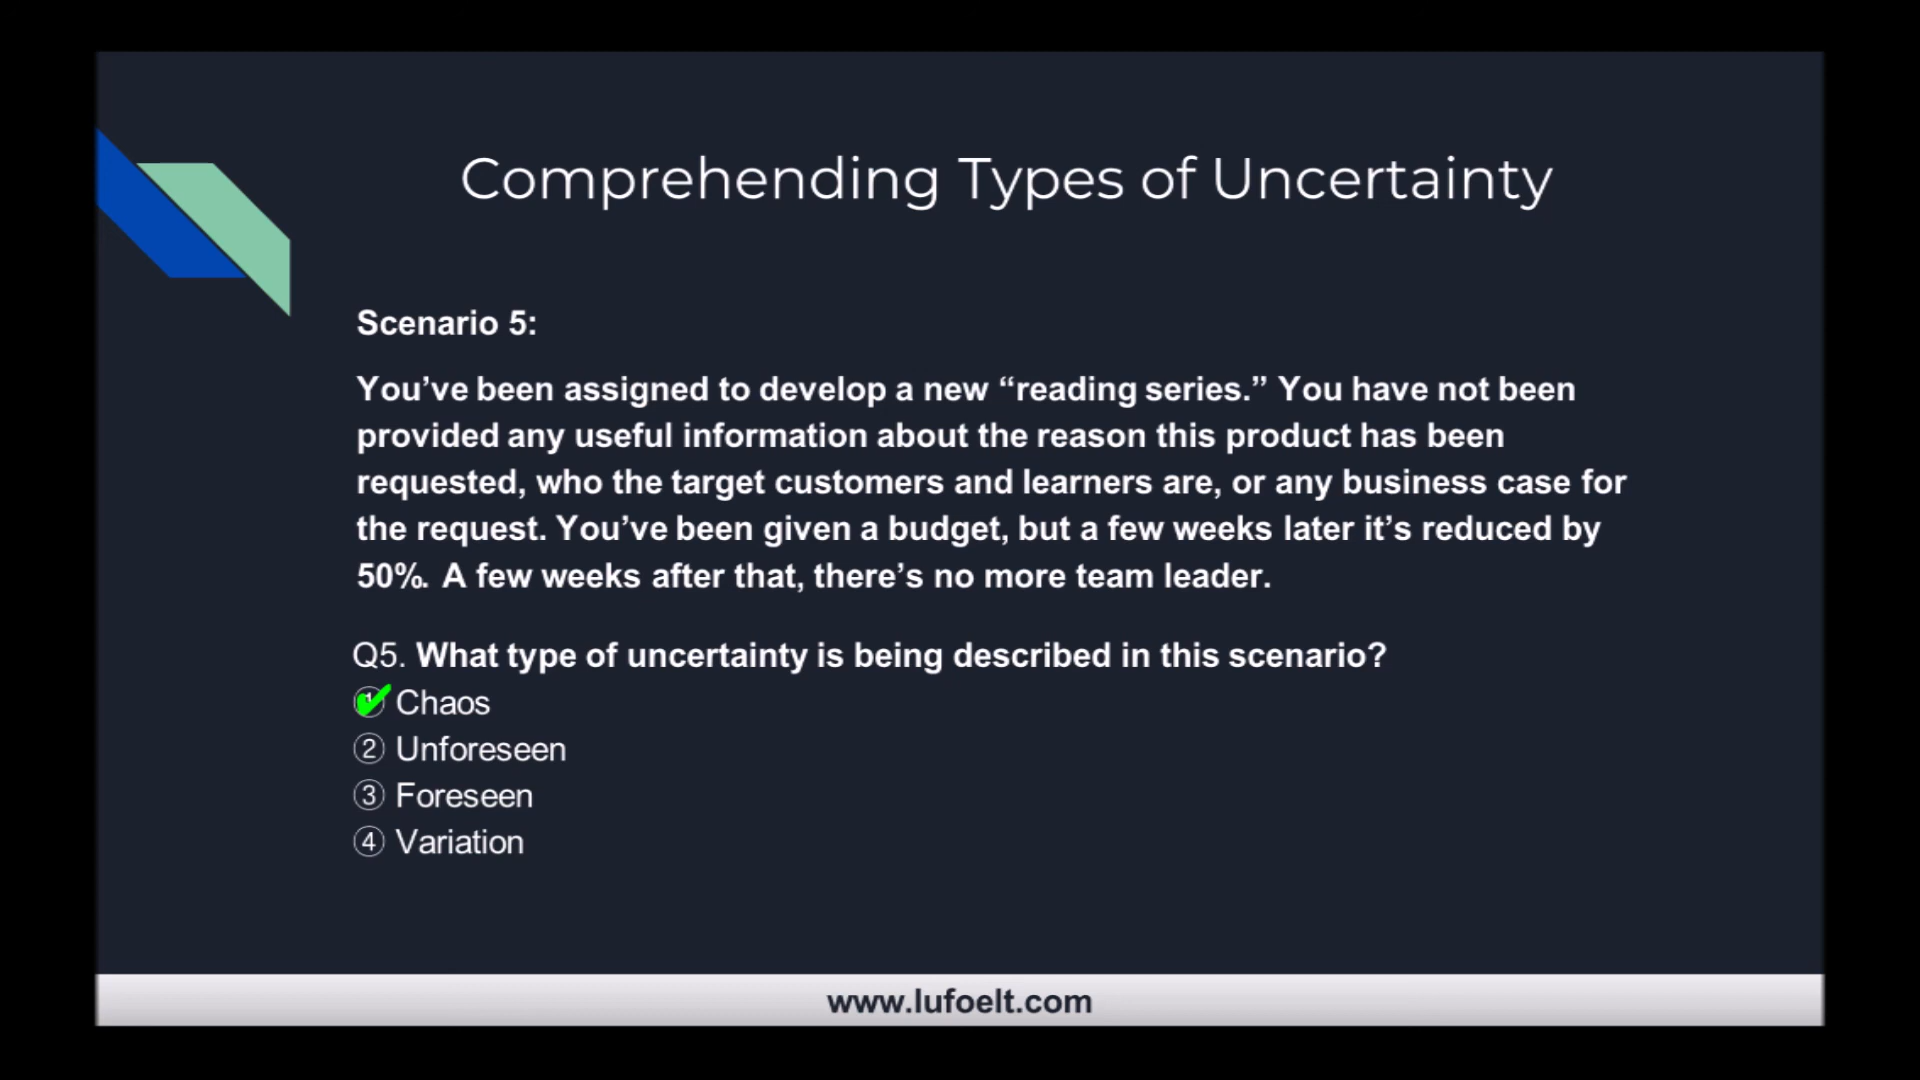 Comprehending Types of Uncertainty
Scenario 5:
You’ve been assigned to develop a new “reading series.” You have not been
provided any useful information about the reason this product has been
requested, who the target customers and learners are, or any business case for
the request. You’ve been given a budget, but a few weeks later it’s reduced by
50%. A few weeks after that, there’s no more team leader.
Q5. What type of uncertainty is being described in this scenario?
① Chaos
② Unforeseen
③ Foreseen
④ Variation
www.lufoelt.com